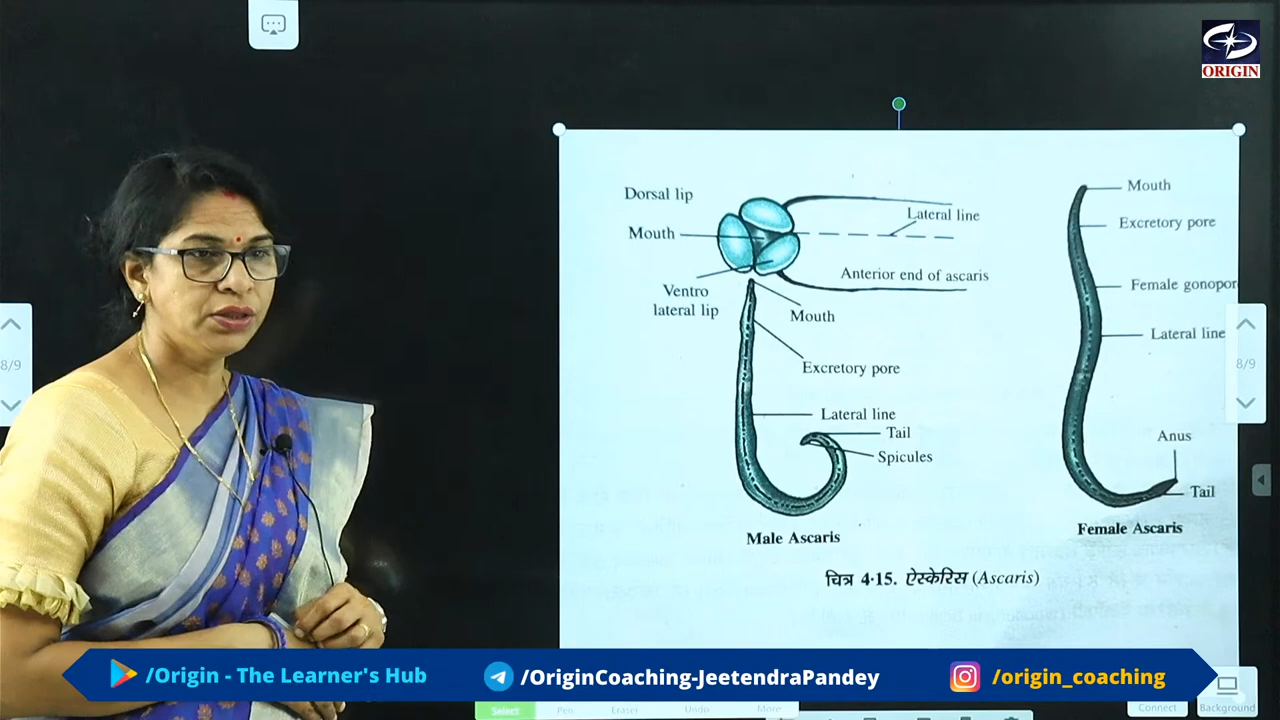 ORIGIN
Dorsal lip
Lateral line
Mouth
Anterior end of ascaris
Ventro
lateral lip
Mouth
Excretory pore
Lateral line
Tail
Spicules
Male Ascaris
Mouth
Excretory pore
Female gonopor
Lateral line
Anus
Tail
Female Ascaris
चित्र 4·15. ऐस्केरिस (Ascaris)
8/9
8/9
/Origin - The Learner's Hub
/OriginCoaching-JeetendraPandey
/origin_coaching
Select
Pen
Eraser
Undo
More
Connect
Background